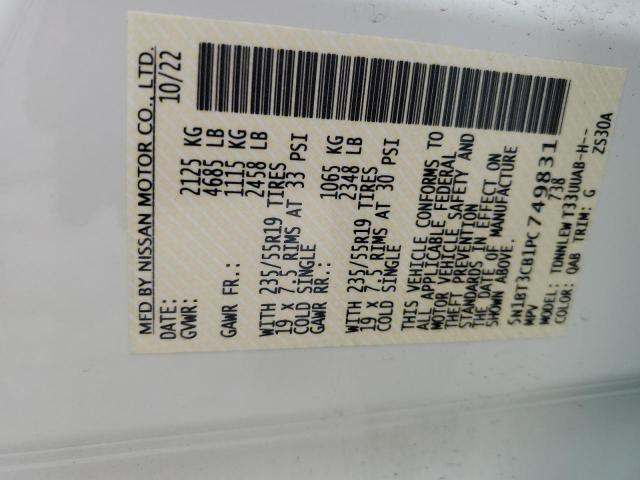 MFD BY NISSAN MOTOR CO., LTD.
DATE: 10/22
GVWR: 2125 KG
4685 LB
GAWR FR.: 1115 KG
2458 LB
WITH 235/55R19 TIRES
19 X 7.5 RIMS AT 33 PSI
COLD SINGLE
GAWR RR.: 1065 KG
2348 LB
WITH 235/55R19 TIRES
19 X 7.5 RIMS AT 30 PSI
COLD SINGLE
THIS VEHICLE CONFORMS TO
ALL APPLICABLE FEDERAL
MOTOR VEHICLE SAFETY AND
THEFT PREVENTION
STANDARDS IN EFFECT ON
THE DATE OF MANUFACTURE
SHOWN ABOVE.
5N1BT3CB1PC749831
MPV 738
MODEL: TDNNLEWT33UUAB-H--
COLOR: QAB TRIM: G ZS30A